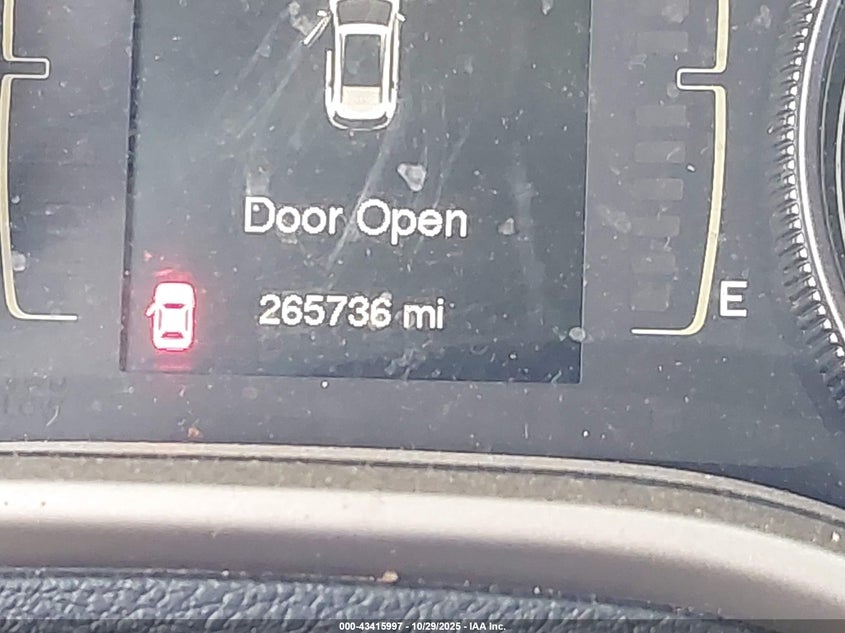 Door Open
265736 mi
E
000-43415997 - 10/29/2025 - IAA Inc.